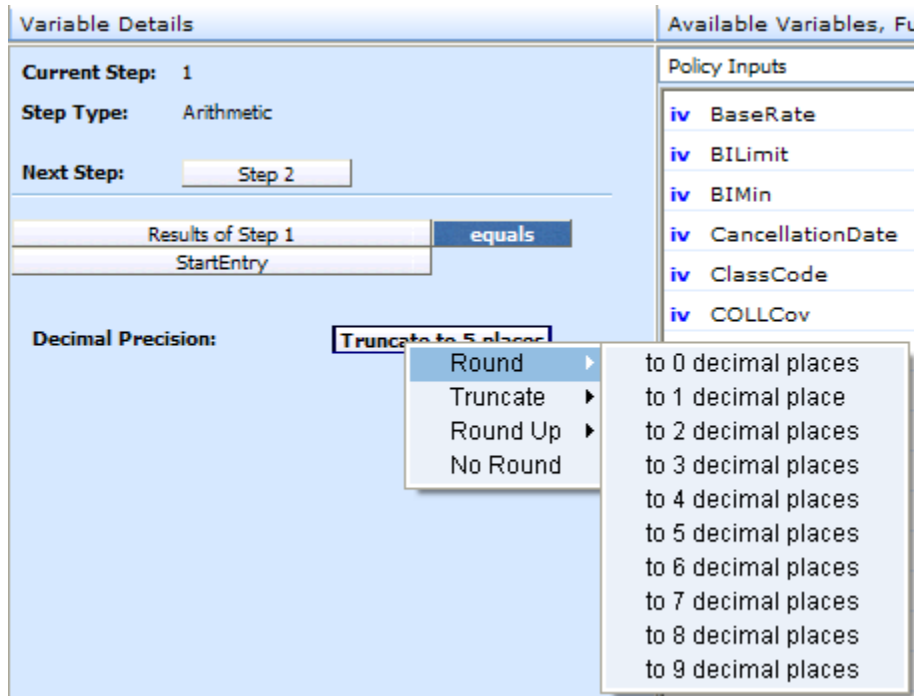 Variable Details
Current Step: 1
Step Type: Arithmetic
Next Step: Step 2
Results of Step 1 equals
StartEntry
Decimal Precision: Truncate to 5 places
Round
Truncate
Round Up
No Round
to 0 decimal places
to 1 decimal place
to 2 decimal places
to 3 decimal places
to 4 decimal places
to 5 decimal places
to 6 decimal places
to 7 decimal places
to 8 decimal places
to 9 decimal places
Available Variables, Fu
Policy Inputs
iv BaseRate
iv BILimit
iv BIMin
iv CancellationDate
iv ClassCode
iv COLLCov